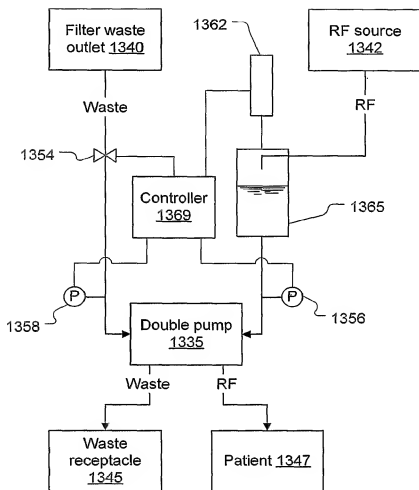 1362
Filter waste
outlet 1340
RF source
1342
Waste
RF
1354
Controller
1369
1365
P
P
1358
1356
Double pump
1335
Waste
RF
Waste
receptacle
1345
Patient 1347